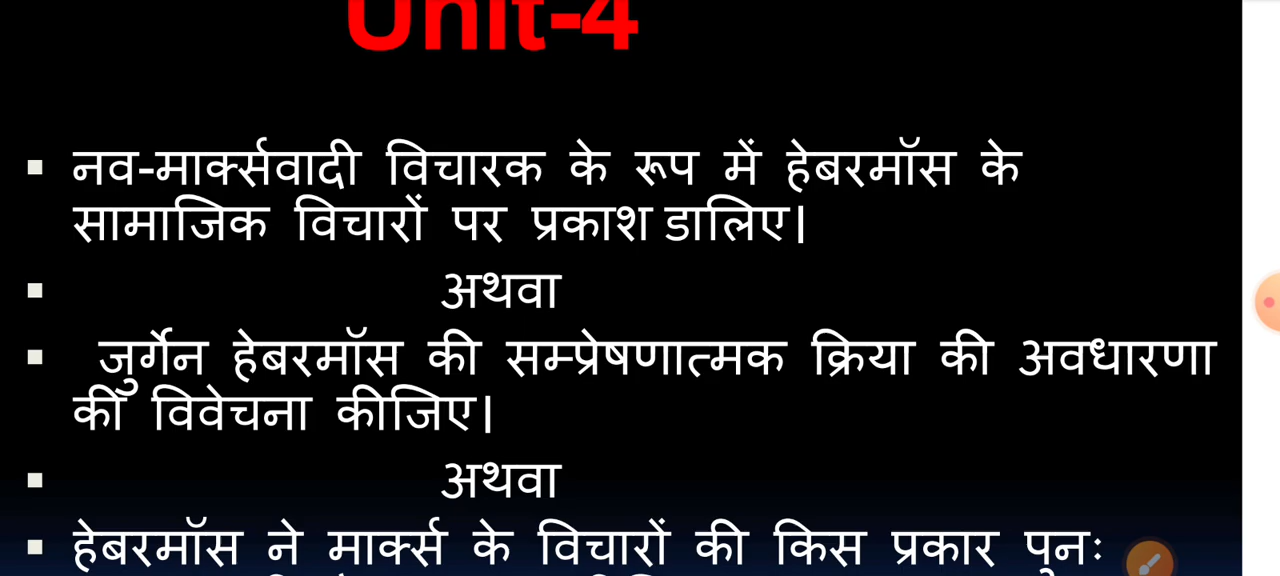 Unit-4
▪ नव-मार्क्सवादी विचारक के रूप में हेबरमॉस के
सामाजिक विचारों पर प्रकाश डालिए।
▪ अथवा
▪ जुर्गेन हेबरमॉस की सम्प्रेषणात्मक क्रिया की अवधारणा
की विवेचना कीजिए।
▪ अथवा
▪ हेबरमॉस ने मार्क्स के विचारों की किस प्रकार पुनः